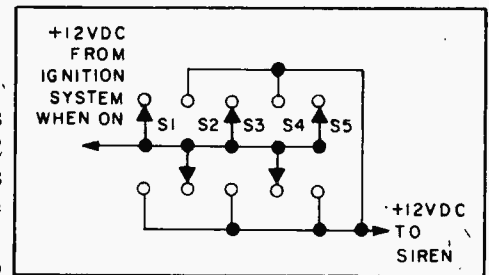 +12VDC
FROM
IGNITION
SYSTEM
WHEN ON
S1 S2 S3 S4 S5
+12VDC
TO
SIREN